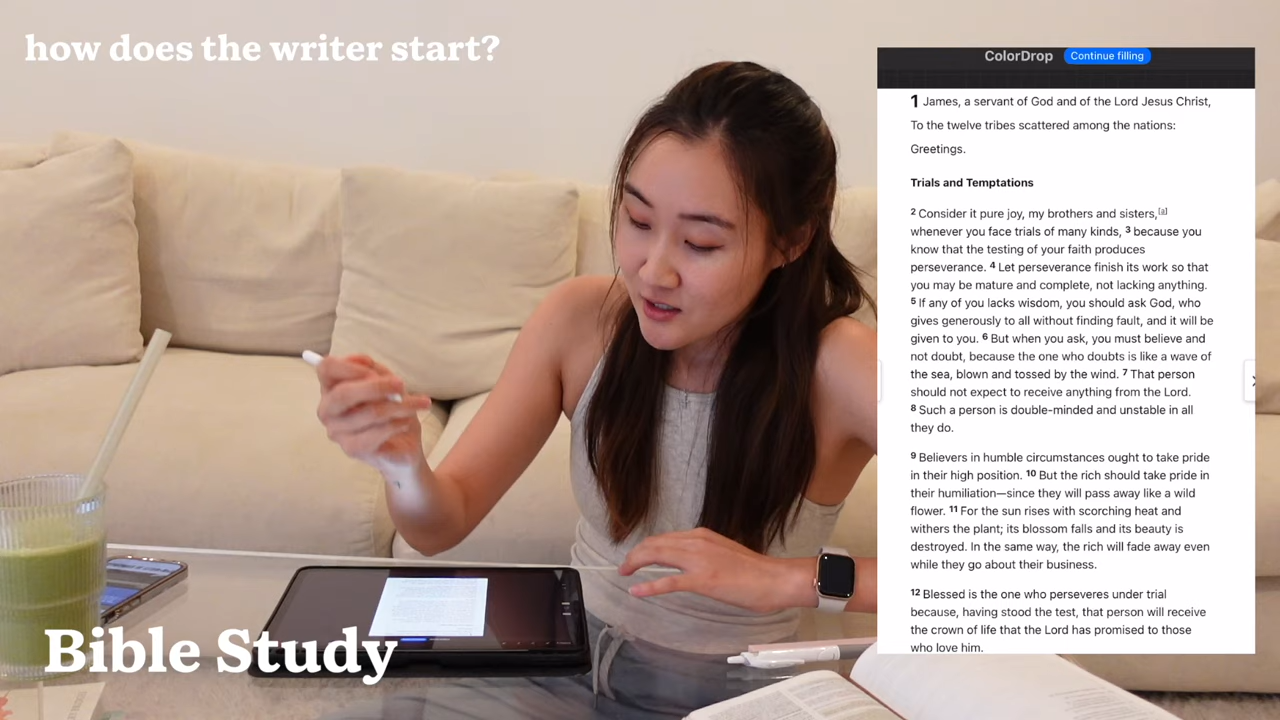 how does the writer start?
ColorDrop Continue filling
1 James, a servant of God and of the Lord Jesus Christ,
To the twelve tribes scattered among the nations:
Greetings.
Trials and Temptations
2 Consider it pure joy, my brothers and sisters,[a]
whenever you face trials of many kinds, 3 because you
know that the testing of your faith produces
perseverance. 4 Let perseverance finish its work so that
you may be mature and complete, not lacking anything.
5 If any of you lacks wisdom, you should ask God, who
gives generously to all without finding fault, and it will be
given to you. 6 But when you ask, you must believe and
not doubt, because the one who doubts is like a wave of
the sea, blown and tossed by the wind. 7 That person
should not expect to receive anything from the Lord.
8 Such a person is double-minded and unstable in all
they do.
9 Believers in humble circumstances ought to take pride
in their high position. 10 But the rich should take pride in
their humiliation—since they will pass away like a wild
flower. 11 For the sun rises with scorching heat and
withers the plant; its blossom falls and its beauty is
destroyed. In the same way, the rich will fade away even
while they go about their business.
12 Blessed is the one who perseveres under trial
because, having stood the test, that person will receive
the crown of life that the Lord has promised to those
who love him.
Bible Study